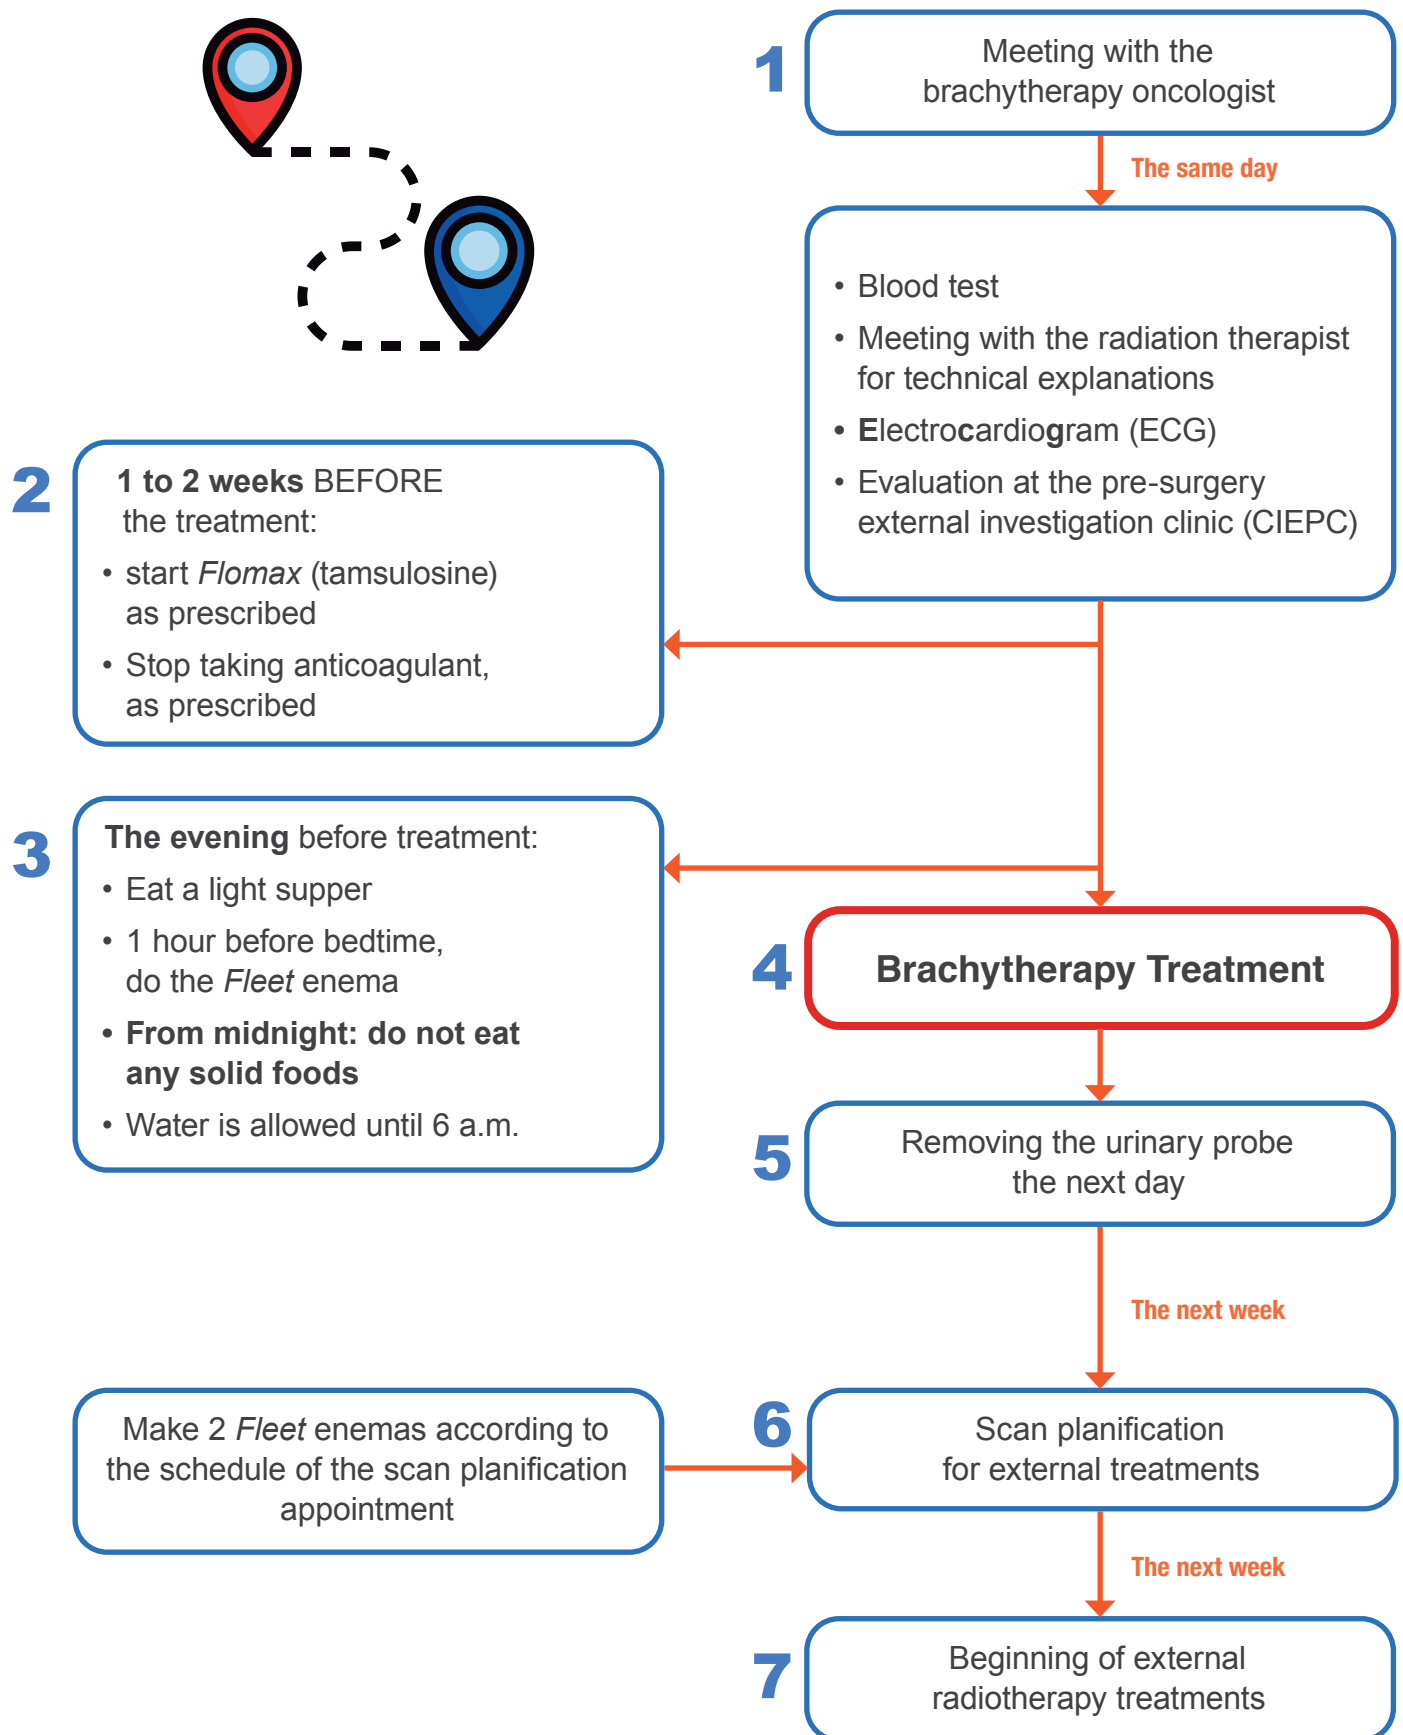 1
Meeting with the
brachytherapy oncologist
The same day
• Blood test
• Meeting with the radiation therapist
for technical explanations
• Electrocardiogram (ECG)
• Evaluation at the pre-surgery
external investigation clinic (CIEPC)
2
1 to 2 weeks BEFORE
the treatment:
• start Flomax (tamsulosine)
as prescribed
• Stop taking anticoagulant,
as prescribed
3
The evening before treatment:
• Eat a light supper
• 1 hour before bedtime,
do the Fleet enema
• From midnight: do not eat
any solid foods
• Water is allowed until 6 a.m.
4
Brachytherapy Treatment
5
Removing the urinary probe
the next day
The next week
Make 2 Fleet enemas according to
the schedule of the scan planification
appointment
6
Scan planification
for external treatments
The next week
7
Beginning of external
radiotherapy treatments